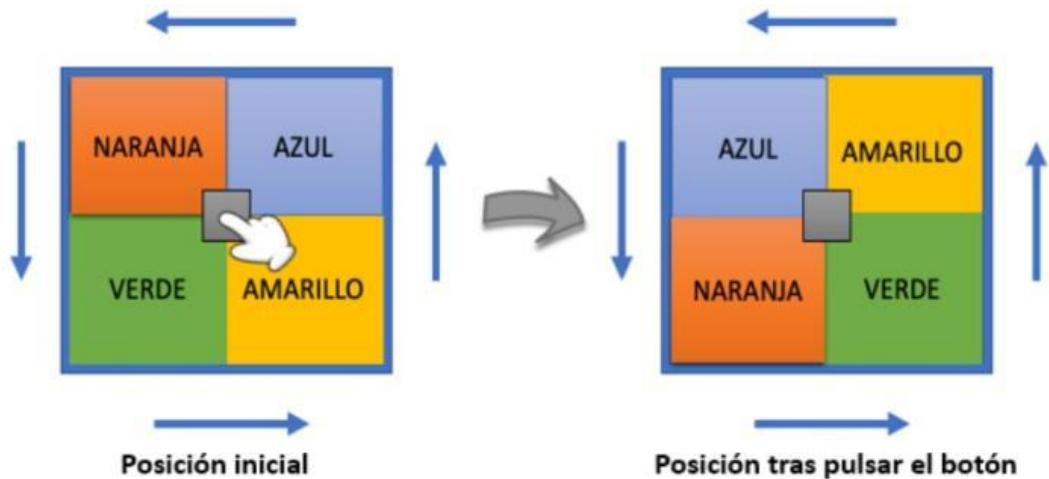 NARANJA AZUL
VERDE AMARILLO
Posición inicial
AZUL AMARILLO
NARANJA VERDE
Posición tras pulsar el botón